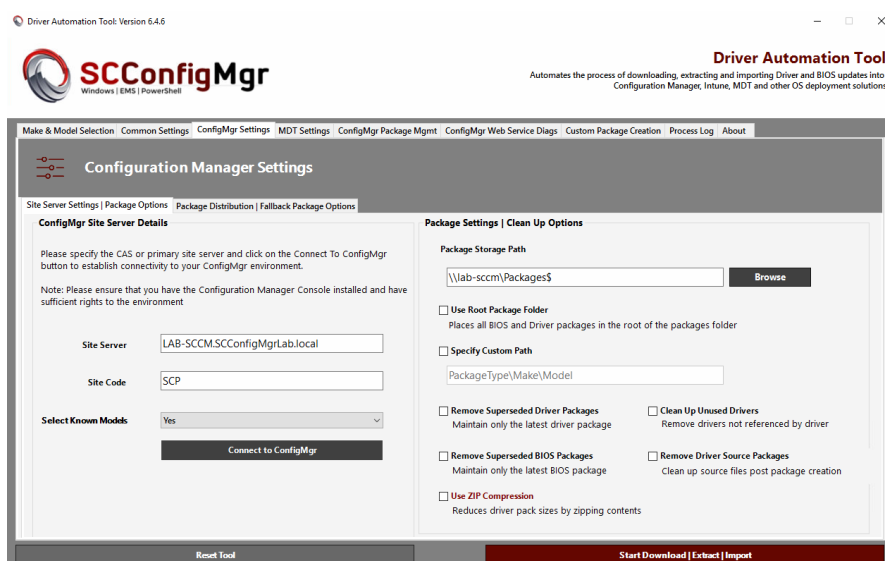 Driver Automation Tool: Version 6.4.6
SCConfigMgr
Windows | EMS | PowerShell
Driver Automation Tool
Automates the process of downloading, extracting and importing Driver and BIOS updates into
Configuration Manager, Intune, MDT and other OS deployment solutions
Make & Model Selection Common Settings ConfigMgr Settings MDT Settings ConfigMgr Package Mgmt ConfigMgr Web Service Diags Custom Package Creation Process Log About
Configuration Manager Settings
Site Server Settings | Package Options Package Distribution | Fallback Package Options
ConfigMgr Site Server Details
Please specify the CAS or primary site server and click on the Connect To ConfigMgr
button to establish connectivity to your ConfigMgr environment.
Note: Please ensure that you have the Configuration Manager Console installed and have
sufficient rights to the environment
Site Server LAB-SCCM.SCConfigMgrLab.local
Site Code SCP
Select Known Models Yes
Connect to ConfigMgr
Package Settings | Clean Up Options
Package Storage Path
\\lab-sccm\Packages$ Browse
Use Root Package Folder
Places all BIOS and Driver packages in the root of the packages folder
Specify Custom Path
PackageType\Make\Model
Remove Superseded Driver Packages Clean Up Unused Drivers
Maintain only the latest driver package Remove drivers not referenced by driver
Remove Superseded BIOS Packages Remove Driver Source Packages
Maintain only the latest BIOS package Clean up source files post package creation
Use ZIP Compression
Reduces driver pack sizes by zipping contents
Reset Tool Start Download | Extract | Import